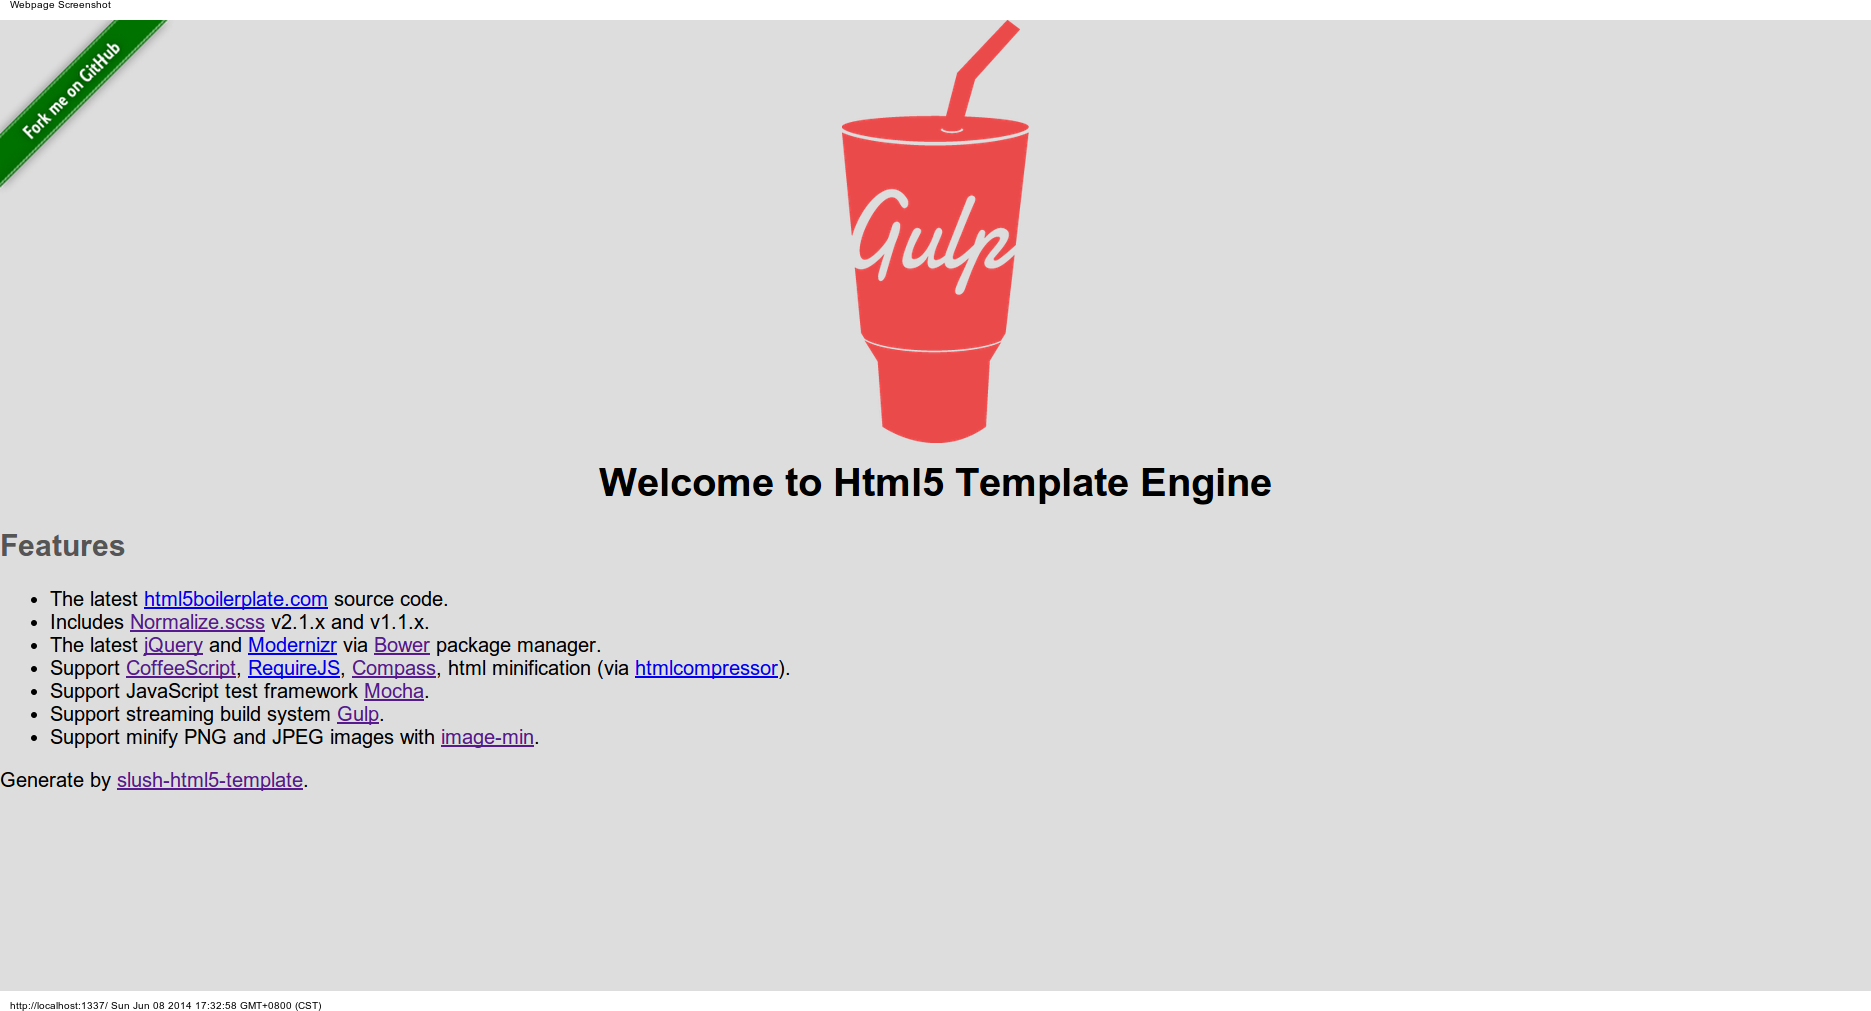 Webpage Screenshot
Fork me on GitHub
Gulp
Welcome to Html5 Template Engine
Features
• The latest html5boilerplate.com source code.
• Includes Normalize.scss v2.1.x and v1.1.x.
• The latest jQuery and Modernizr via Bower package manager.
• Support CoffeeScript, RequireJS, Compass, html minification (via htmlcompressor).
• Support JavaScript test framework Mocha.
• Support streaming build system Gulp.
• Support minify PNG and JPEG images with image-min.
Generate by slush-html5-template.
http://localhost:1337/ Sun Jun 08 2014 17:32:58 GMT+0800 (CST)